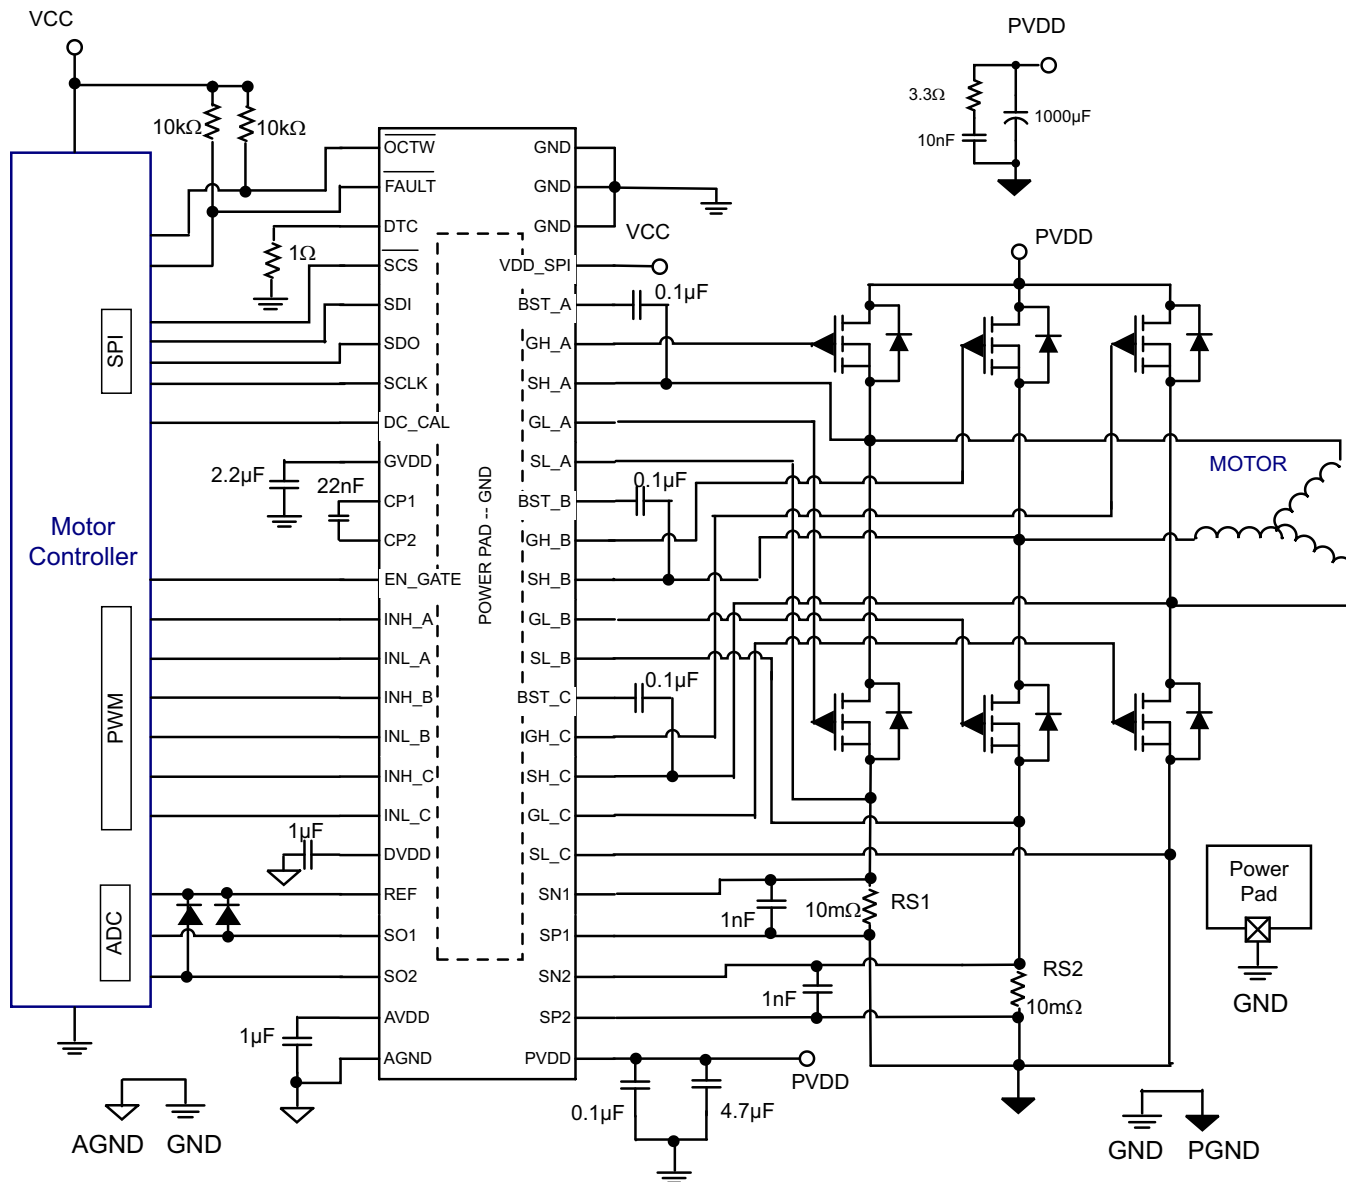 VCC
10kΩ
10kΩ
PVDD
3.3Ω
10nF
1000µF
OCTW
FAULT
DTC
1Ω
SCS
SDI
SDO
SCLK
DC_CAL
GVDD
2.2µF
CP1
22nF
CP2
EN_GATE
INH_A
INL_A
INH_B
INL_B
INH_C
INL_C
DVDD
1µF
REF
SO1
SO2
AVDD
1µF
AGND
SPI
Motor
Controller
PWM
ADC
POWER PAD -- GND
GND
GND
GND
VDD_SPI
VCC
BST_A
0.1µF
GH_A
SH_A
GL_A
SL_A
BST_B
0.1µF
GH_B
SH_B
GL_B
SL_B
BST_C
0.1µF
GH_C
SH_C
GL_C
SL_C
SN1
SP1
SN2
SP2
PVDD
PVDD
MOTOR
1nF
10mΩ
RS1
1nF
RS2
10mΩ
PVDD
0.1µF
4.7µF
Power
Pad
GND
AGND
GND
GND
PGND